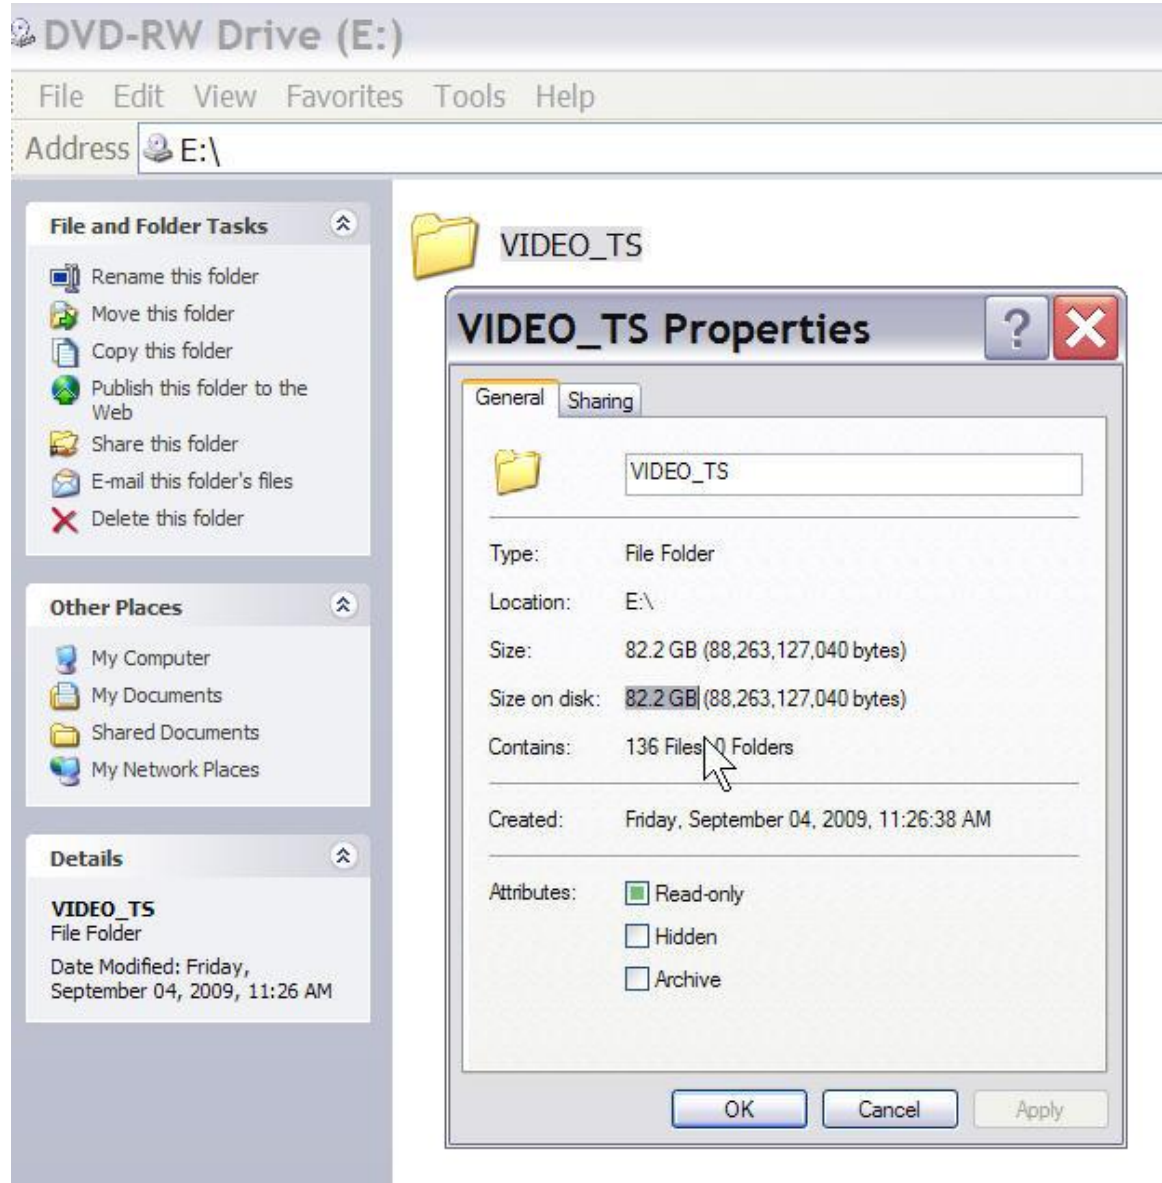 DVD-RW Drive (E:)
File Edit View Favorites Tools Help
Address E:\
File and Folder Tasks
Rename this folder
Move this folder
Copy this folder
Publish this folder to the
Web
Share this folder
E-mail this folder's files
Delete this folder
Other Places
My Computer
My Documents
Shared Documents
My Network Places
Details
VIDEO_TS
File Folder
Date Modified: Friday,
September 04, 2009, 11:26 AM
VIDEO_TS
VIDEO_TS Properties ?
General Sharing
VIDEO_TS
Type: File Folder
Location: E:\
Size: 82.2 GB (88,263,127,040 bytes)
Size on disk: 82.2 GB (88,263,127,040 bytes)
Contains: 136 Files, 0 Folders
Created: Friday, September 04, 2009, 11:26:38 AM
Attributes: Read-only
Hidden
Archive
OK Cancel Apply